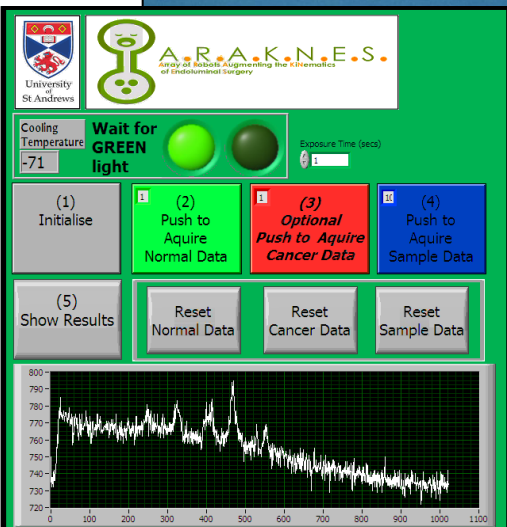 University
of
St Andrews
A.R.A.K.N.E.S.
Array of Robots Augmenting the KiNematics
of Endoluminal Surgery
Cooling
Temperature
-71
Wait for
GREEN
light
Exposure Time (secs)
1
1
(1)
Initialise
(2)
Push to
Aquire
Normal Data
1
(3)
Optional
Push to Aquire
Cancer Data
(4)
Push to
Aquire
Sample Data
(5)
Show Results
Reset
Normal Data
Reset
Cancer Data
Reset
Sample Data
800
790
780
770
760
750
740
730
720
0 100 200 300 400 500 600 700 800 900 1000 1100